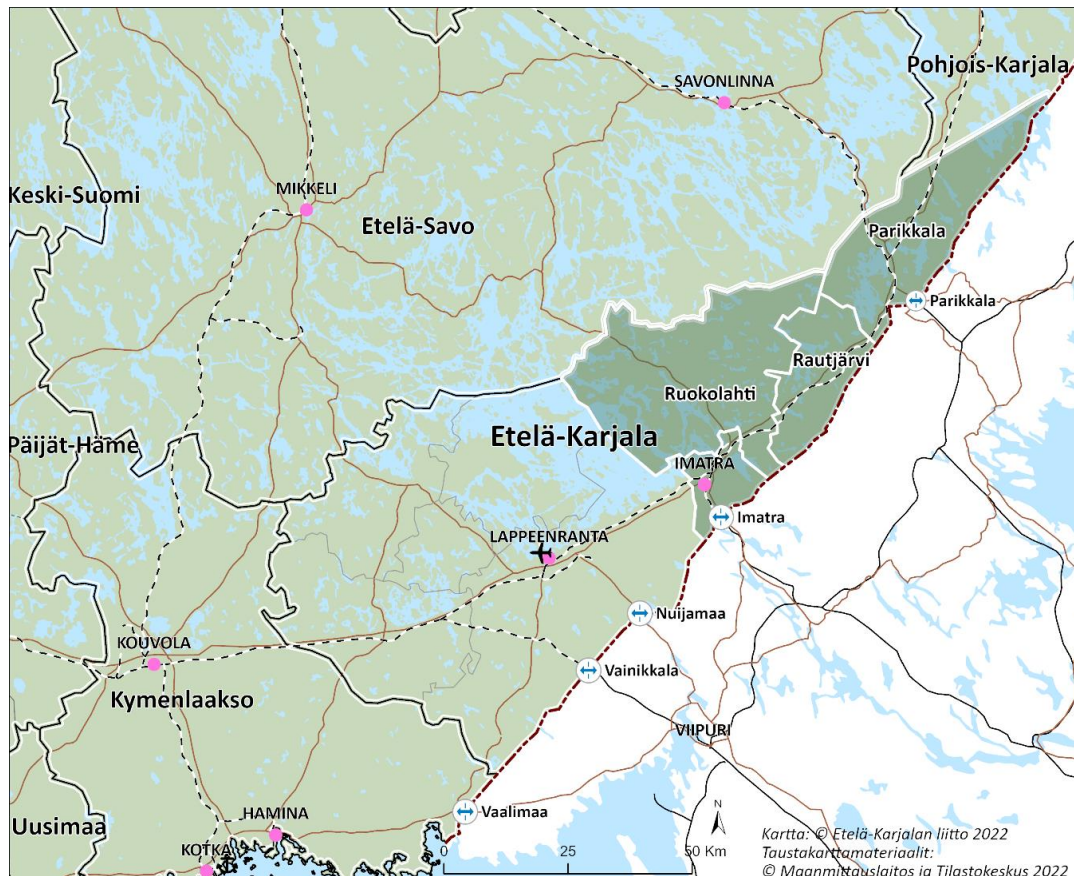 SAVONLINNA
Pohjois-Karjala
Keski-Suomi
MIKKELI
Etelä-Savo
Parikkala
Parikkala
Rautjärvi
Ruokolahti
Päijät-Häme
Etelä-Karjala
IMATRA
Imatra
LAPPEENRANTA
Nuijamaa
KOUVOLA
Vainikkala
Kymenlaakso
VIIPURI
Vaalimaa
Uusimaa
HAMINA
KOTKA
N
0 25 50 Km
Kartta: © Etelä-Karjalan liitto 2022
Taustakarttamateriaalit:
© Maanmittauslaitos ja Tilastokeskus 2022